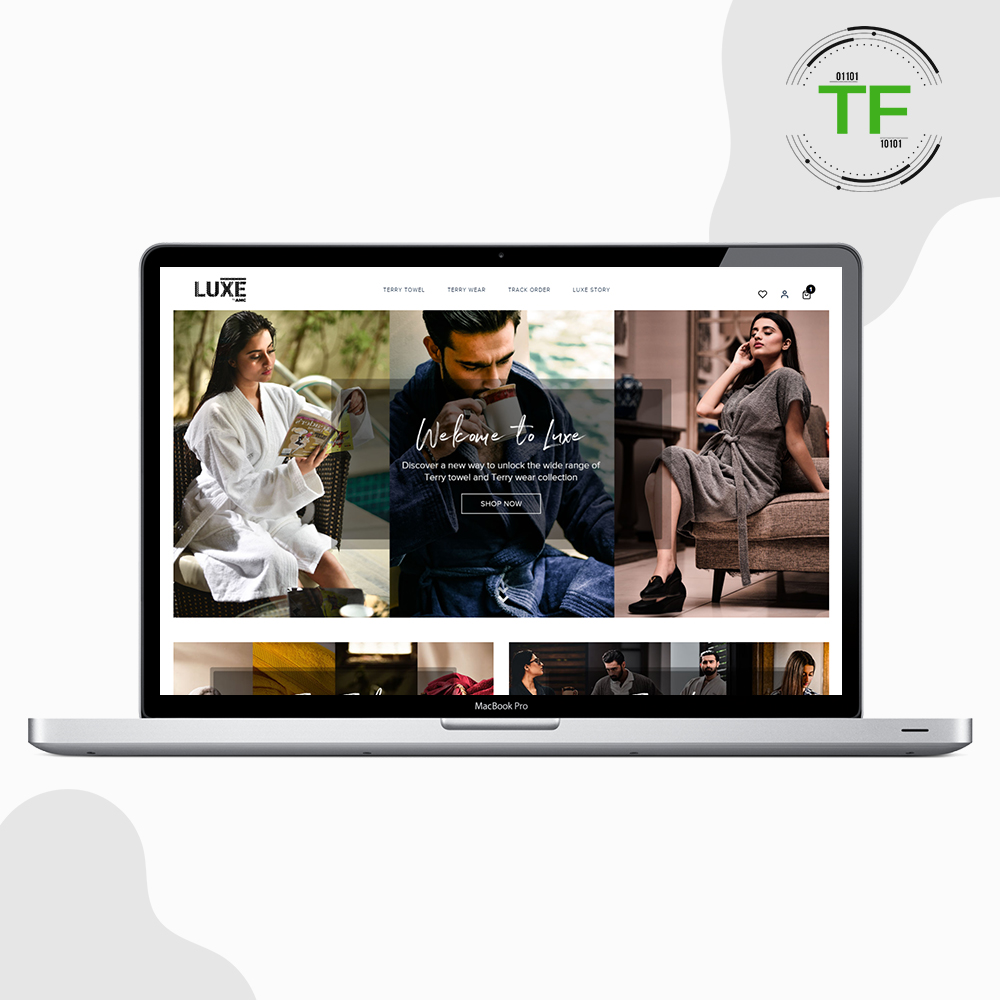 01101
TF
10101
LUXE
BY AMC
TERRY TOWEL
TERRY WEAR
TRACK ORDER
LUXE STORY
1
Welcome to Luxe
Discover a new way to unlock the wide range of
Terry towel and Terry wear collection
SHOP NOW
MacBook Pro